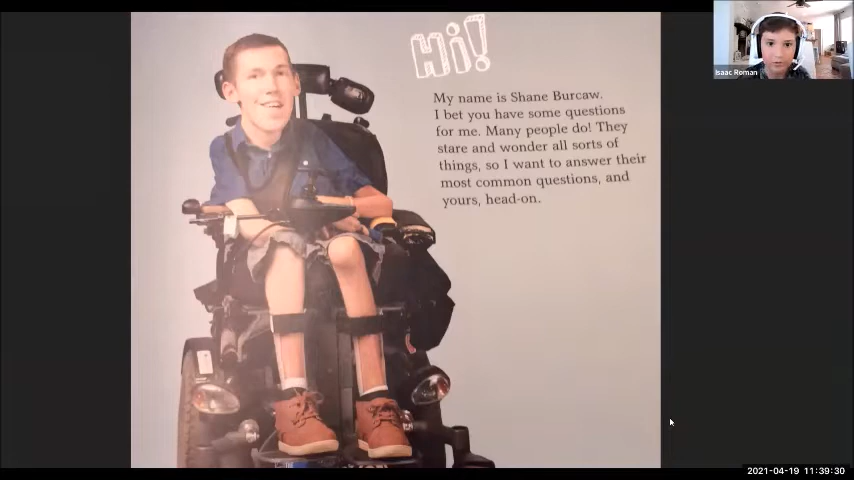 Hi!
My name is Shane Burcaw.
I bet you have some questions
for me. Many people do! They
stare and wonder all sorts of
things, so I want to answer their
most common questions, and
yours, head-on.
Isaac Roman
2021-04-19 11:39:30